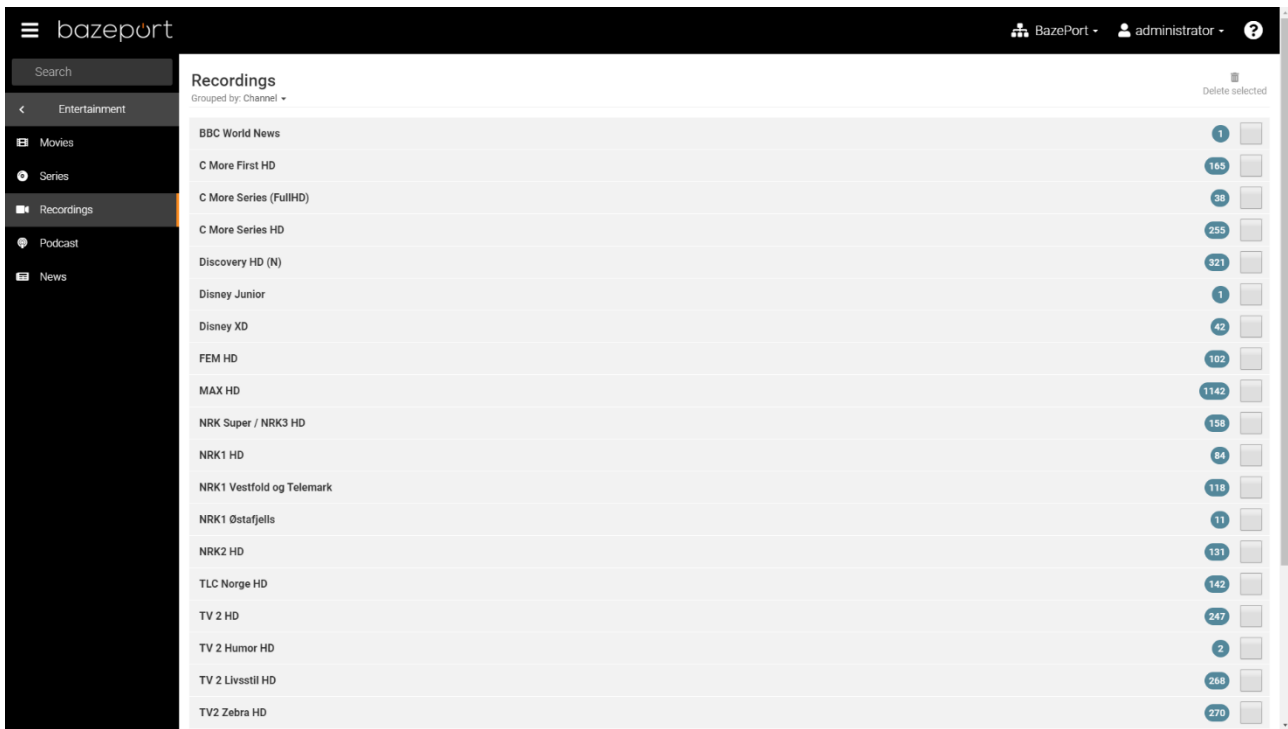 bazeport
BazePort
administrator
?
Search
Entertainment
Movies
Series
Recordings
Podcast
News
Recordings
Grouped by: Channel
Delete selected
BBC World News 1
C More First HD 165
C More Series (FullHD) 38
C More Series HD 255
Discovery HD (N) 321
Disney Junior 1
Disney XD 42
FEM HD 102
MAX HD 1142
NRK Super / NRK3 HD 158
NRK1 HD 84
NRK1 Vestfold og Telemark 118
NRK1 Østafjells 11
NRK2 HD 131
TLC Norge HD 142
TV 2 HD 247
TV 2 Humor HD 2
TV 2 Livsstil HD 268
TV2 Zebra HD 270